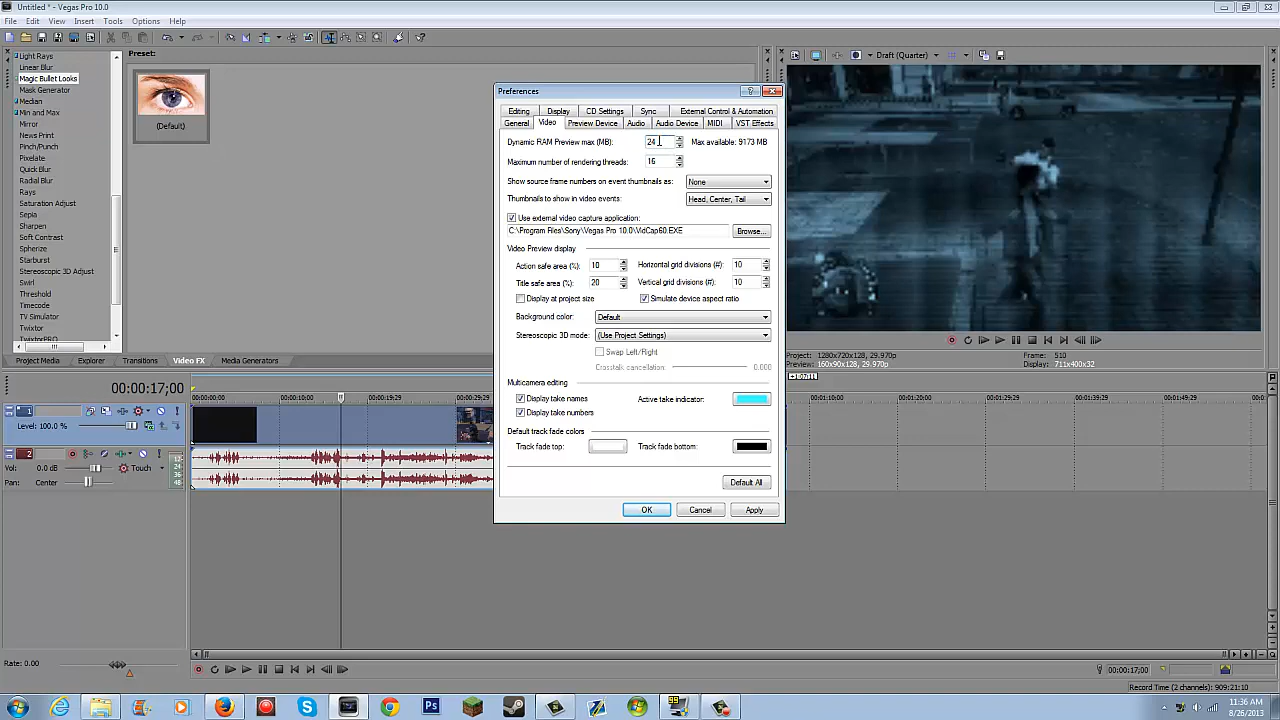 Untitled * - Vegas Pro 10.0
File Edit View Insert Tools Options Help
Light Rays
Linear Blur
Magic Bullet Looks
Mask Generator
Median
Min and Max
Mirror
News Print
Pinch/Punch
Pixelate
Quick Blur
Radial Blur
Rays
Saturation Adjust
Sepia
Sharpen
Soft Contrast
Spherize
Starburst
Stereoscopic 3D Adjust
Swirl
Threshold
Timecode
TV Simulator
Twixtor
TwixtorPRO
Preset:
(Default)
Project Media Explorer Transitions Video FX Media Generators
Preferences
Editing Display CD Settings Sync External Control & Automation
General Video Preview Device Audio Audio Device MIDI VST Effects
Dynamic RAM Preview max (MB): 24 Max available: 9173 MB
Maximum number of rendering threads: 16
Show source frame numbers on event thumbnails as: None
Thumbnails to show in video events: Head, Center, Tail
Use external video capture application:
C:\Program Files\Sony\Vegas Pro 10.0\VidCap60.EXE Browse...
Video Preview display
Action safe area (%): 10 Horizontal grid divisions (#): 10
Title safe area (%): 20 Vertical grid divisions (#): 10
Display at project size Simulate device aspect ratio
Background color: Default
Stereoscopic 3D mode: (Use Project Settings)
Swap Left/Right
Crosstalk cancellation: 0.000
Multicamera editing
Display take names Active take indicator:
Display take numbers
Default track fade colors
Track fade top: Track fade bottom:
Default All
OK Cancel Apply
Draft (Quarter)
Project: 1280x720x128, 29.970p Frame: 510
Preview: 160x90x128, 29.970p Display: 711x400x32
00:00:17;00
00:00:00 00:00:10;00 00:00:19;29 00:00:29;29 00:01:10;00 00:01:20;00 00:01:29;29 00:01:39;29 00:01:49;29 00:0
1
Level: 100.0 %
2
Vol: 0.0 dB Touch
Pan: Center
12-
24-
36-
48-
Rate: 0.00
00:00:17;00
Record Time (2 channels): 909:21:10
11:36 AM
8/26/2013